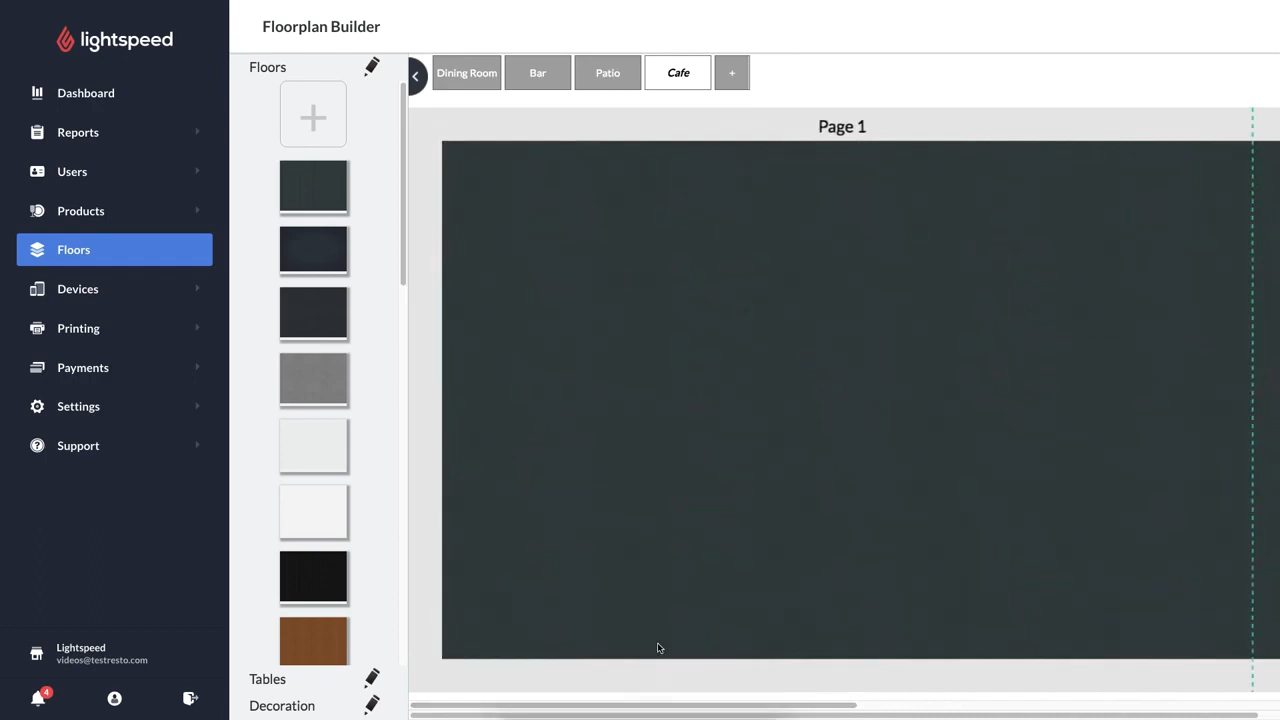 lightspeed
Floorplan Builder
Dashboard
Reports
Users
Products
Floors
Devices
Printing
Payments
Settings
Support
Lightspeed
videos@testresto.com
4
Floors
Dining Room
Bar
Patio
Cafe
+
Page 1
Tables
Decoration